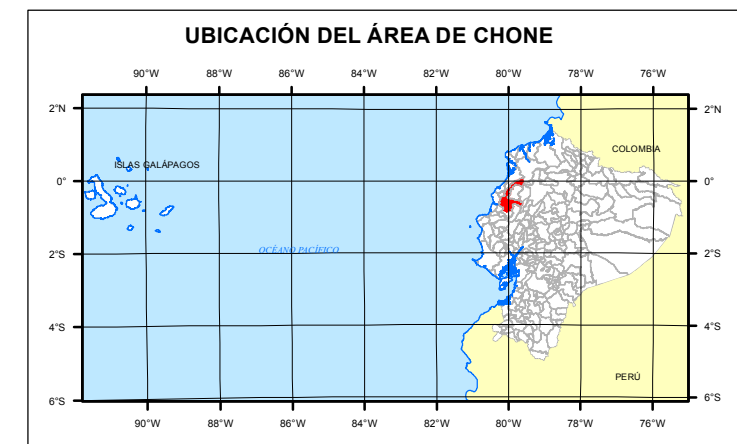 UBICACIÓN DEL ÁREA DE CHONE
90°W 88°W 86°W 84°W 82°W 80°W 78°W 76°W
2°N 2°N
COLOMBIA
ISLAS GALÁPAGOS
0° 0°
OCÉANO PACÍFICO
2°S 2°S
4°S 4°S
PERÚ
6°S 6°S
90°W 88°W 86°W 84°W 82°W 80°W 78°W 76°W